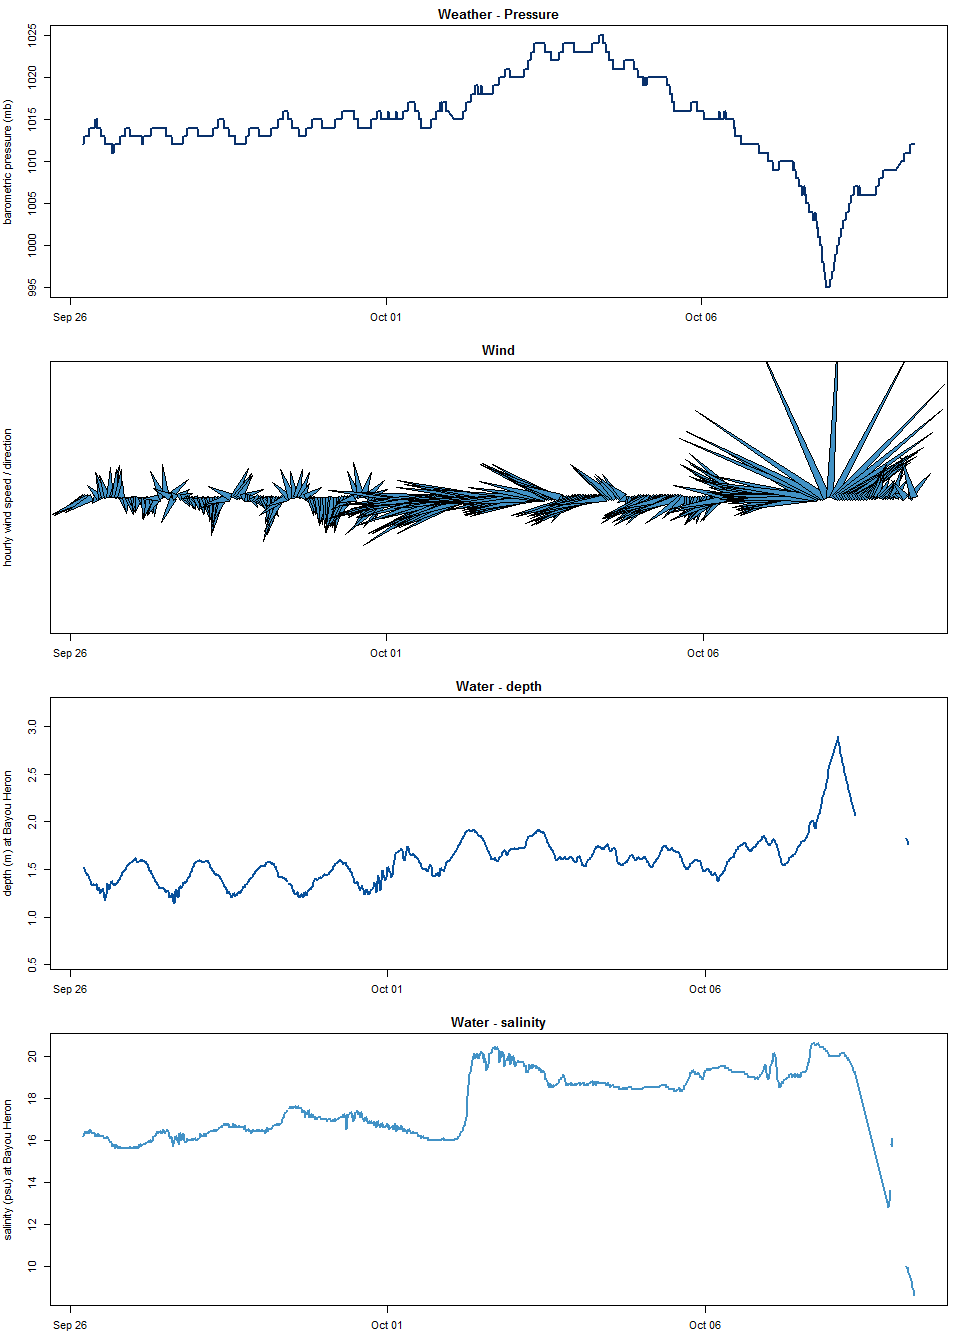 Weather - Pressure
barometric pressure (mb)
1025
1020
1015
1010
1005
1000
995
Sep 26 Oct 01 Oct 06
Wind
hourly wind speed / direction
Sep 26 Oct 01 Oct 06
Water - depth
depth (m) at Bayou Heron
3.0
2.5
2.0
1.5
1.0
0.5
Sep 26 Oct 01 Oct 06
Water - salinity
salinity (psu) at Bayou Heron
20
18
16
14
12
10
Sep 26 Oct 01 Oct 06